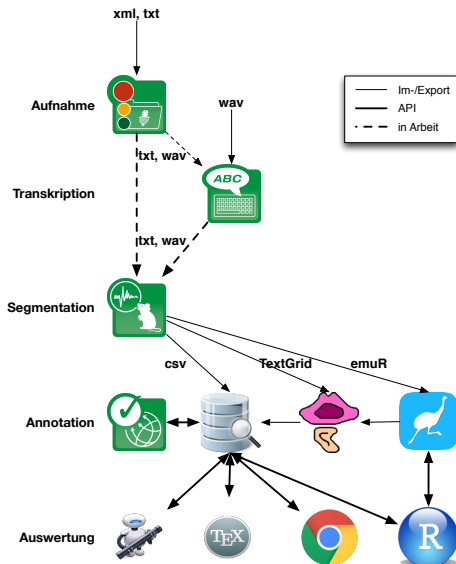 xml, txt
Im-/Export
API
in Arbeit
Aufnahme
wav
txt, wav
ABC
Transkription
txt, wav
Segmentation
csv
TextGrid
emuR
Annotation
Auswertung
TEX
R